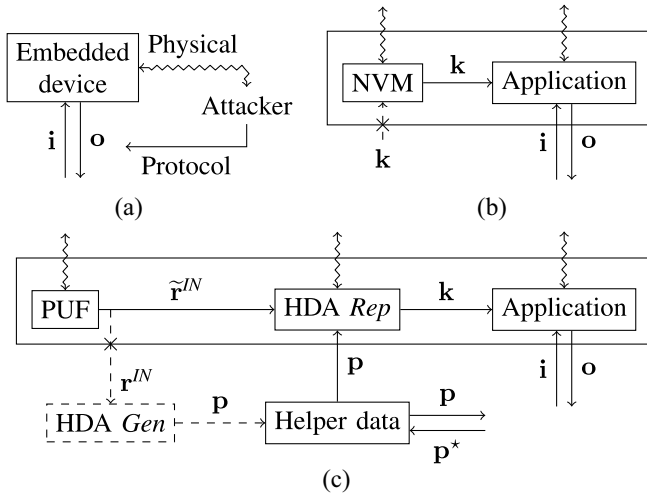 Embedded
device
Physical
Attacker
i
o
Protocol
(a)
NVM
k
Application
k
i
o
(b)
PUF
r̃^IN
HDA Rep
k
Application
r^IN
p
i
o
HDA Gen
p
Helper data
p
p*
(c)